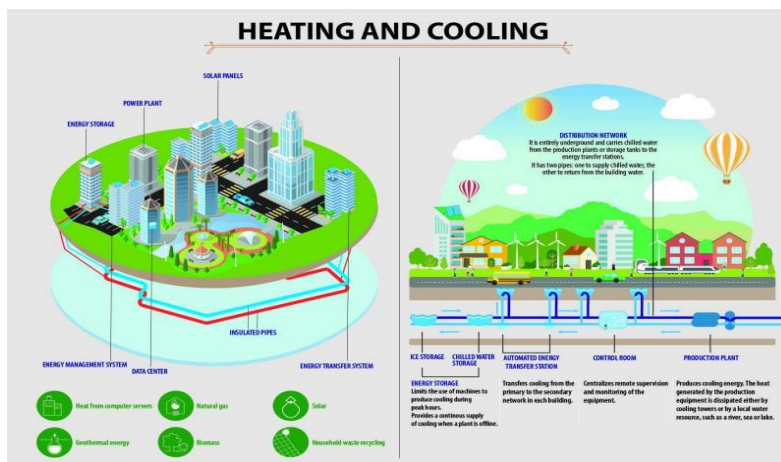 HEATING AND COOLING
SOLAR PANELS
POWER PLANT
ENERGY STORAGE
INSULATED PIPES
ENERGY MANAGEMENT SYSTEM
DATA CENTER
ENERGY TRANSFER SYSTEM
Heat from computer servers
Natural gas
Solar
Geothermal energy
Biomass
Household waste recycling
DISTRIBUTION NETWORK
It is entirely underground and carries chilled water
from the production plants or storage tanks to the
energy transfer stations.
It has two pipes: one to supply chilled water, the
other to return from the building water.
ICE STORAGE
CHILLED WATER
STORAGE
AUTOMATED ENERGY
TRANSFER STATION
CONTROL ROOM
PRODUCTION PLANT
ENERGY STORAGE
Limits the use of machines to
produce cooling during
peak hours.
Provides a continous supply
of cooling when a plant is offline.
Transfers cooling from the
primary to the secondary
network in each building.
Centralizes remote supervision
and monitoring of the
equipment.
Produces cooling energy. The heat
generated by the production
equipment is dissipated either by
cooling towers or by a local water
resource, such as a river, sea or lake.